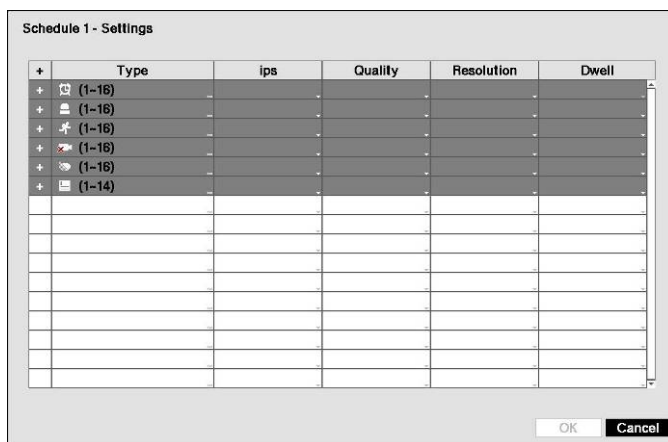 Schedule 1 - Settings
+ Type ips Quality Resolution Dwell
+ (1-16)
+ (1-16)
+ (1-16)
+ (1-16)
+ (1-16)
+ (1-14)
OK Cancel